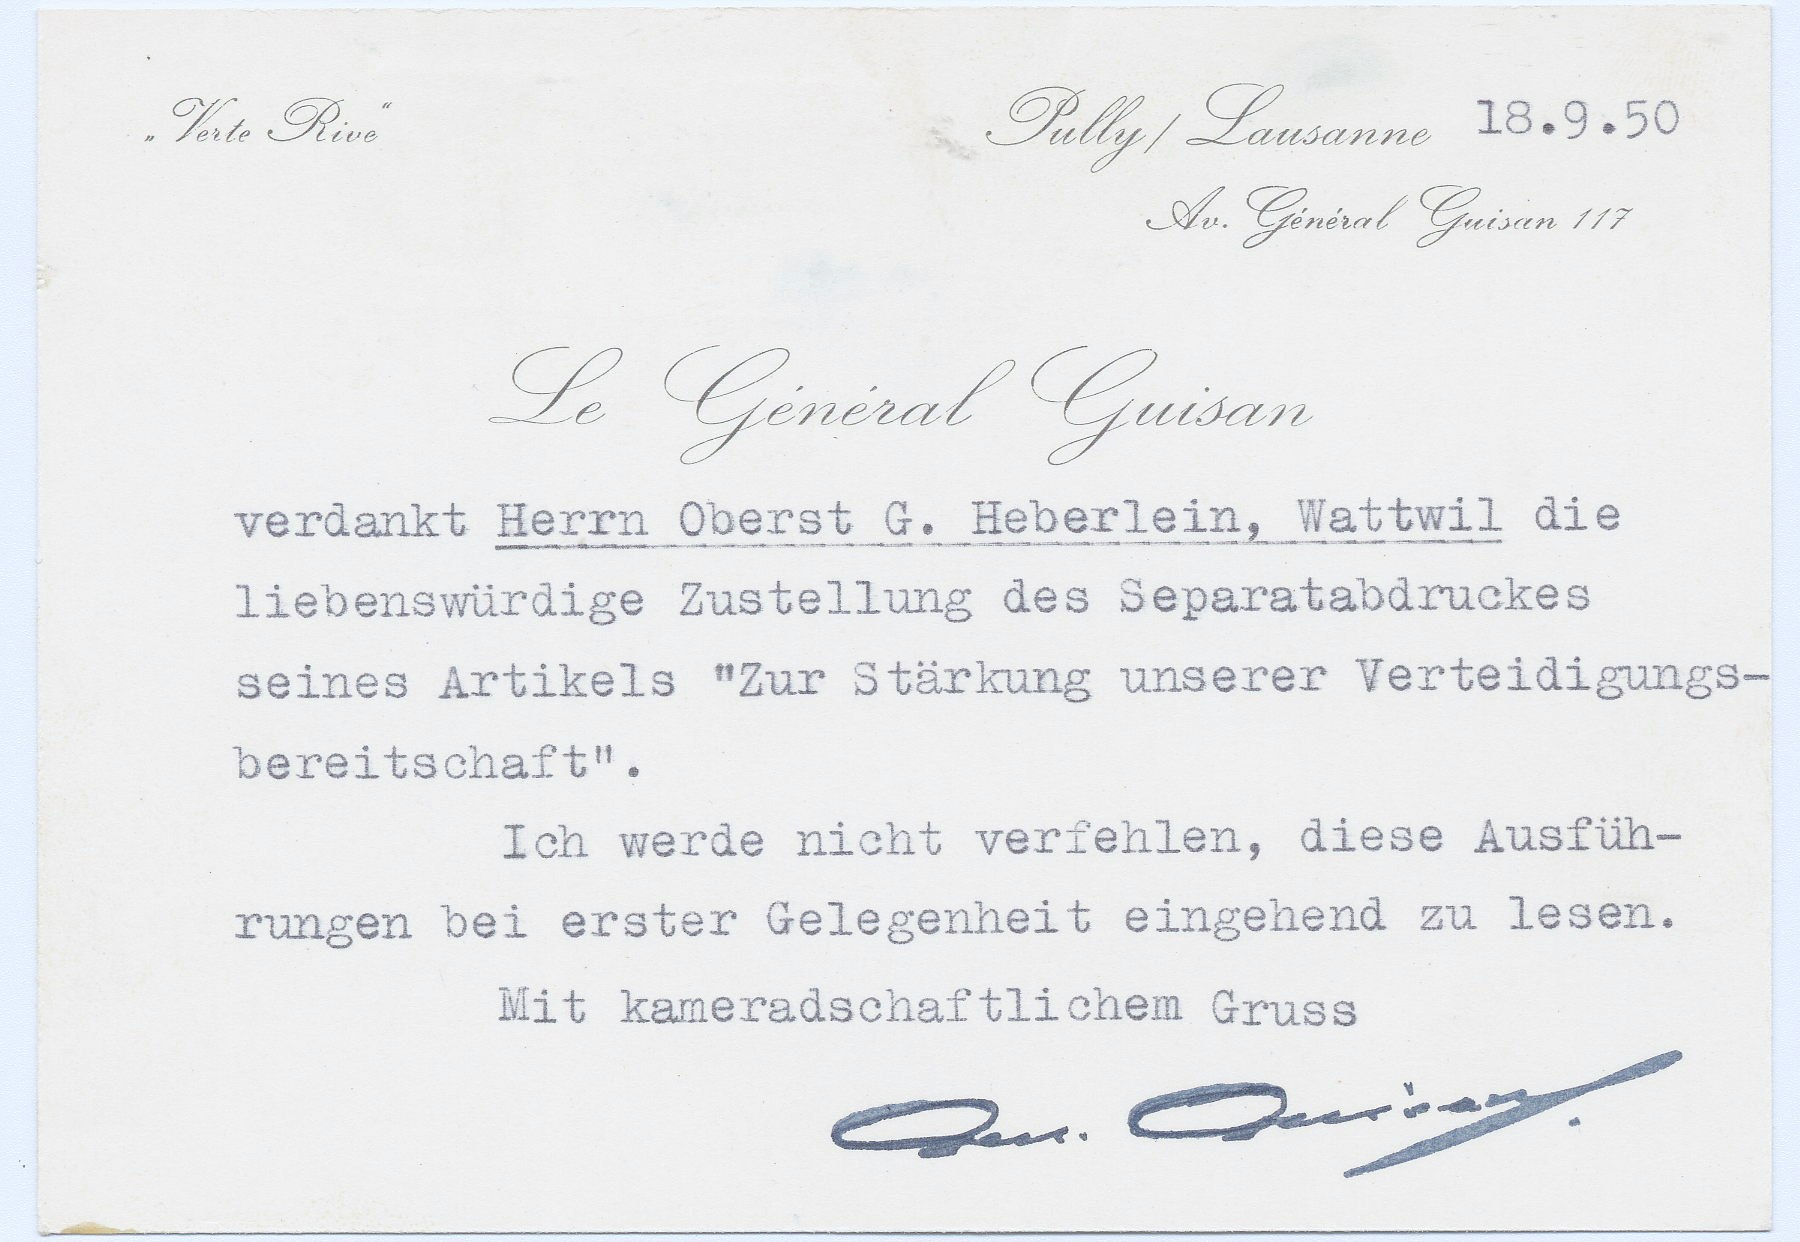 „Verte Rive“
Pully / Lausanne 18.9.50
Av. Général Guisan 117
Le Général Guisan
verdankt Herrn Oberst G. Heberlein, Wattwil die
liebenswürdige Zustellung des Separatabdruckes
seines Artikels "Zur Stärkung unserer Verteidigungs-
bereitschaft".
Ich werde nicht verfehlen, diese Ausfüh-
rungen bei erster Gelegenheit eingehend zu lesen.
Mit kameradschaftlichem Gruss
Gen. Guisan.